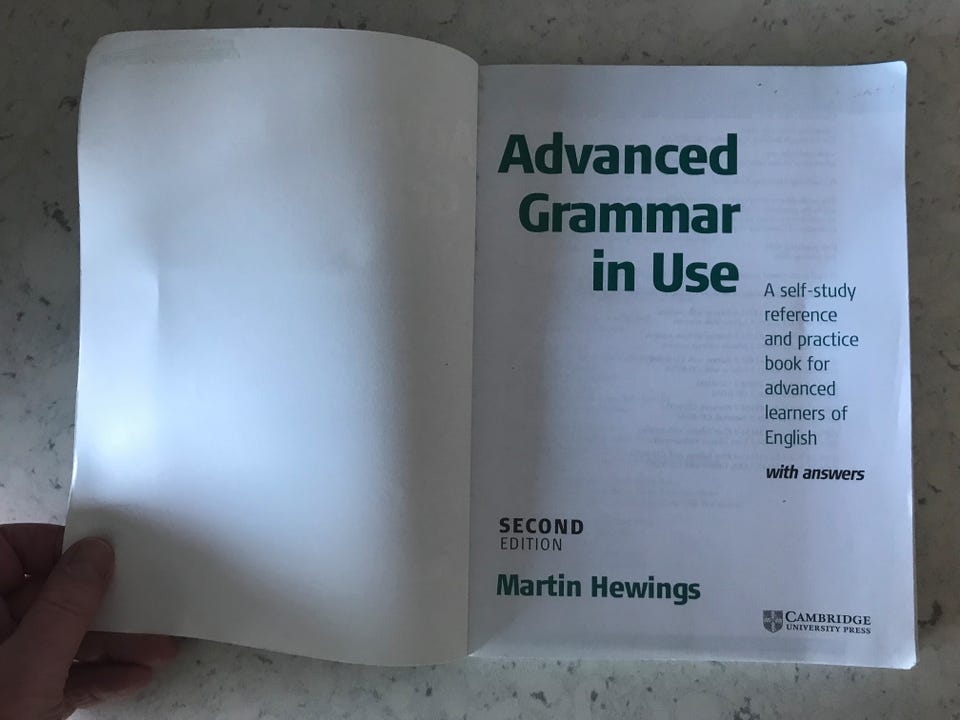 Advanced
Grammar
in Use
A self-study
reference
and practice
book for
advanced
learners of
English
with answers
SECOND
EDITION
Martin Hewings
CAMBRIDGE
UNIVERSITY PRESS